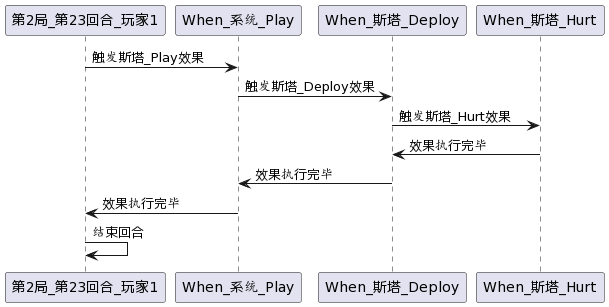 第2局_第23回合_玩家1 When_系统_Play When_斯塔_Deploy When_斯塔_Hurt
触发斯塔_Play效果
触发斯塔_Deploy效果
触发斯塔_Hurt效果
效果执行完毕
效果执行完毕
效果执行完毕
结束回合
第2局_第23回合_玩家1 When_系统_Play When_斯塔_Deploy When_斯塔_Hurt